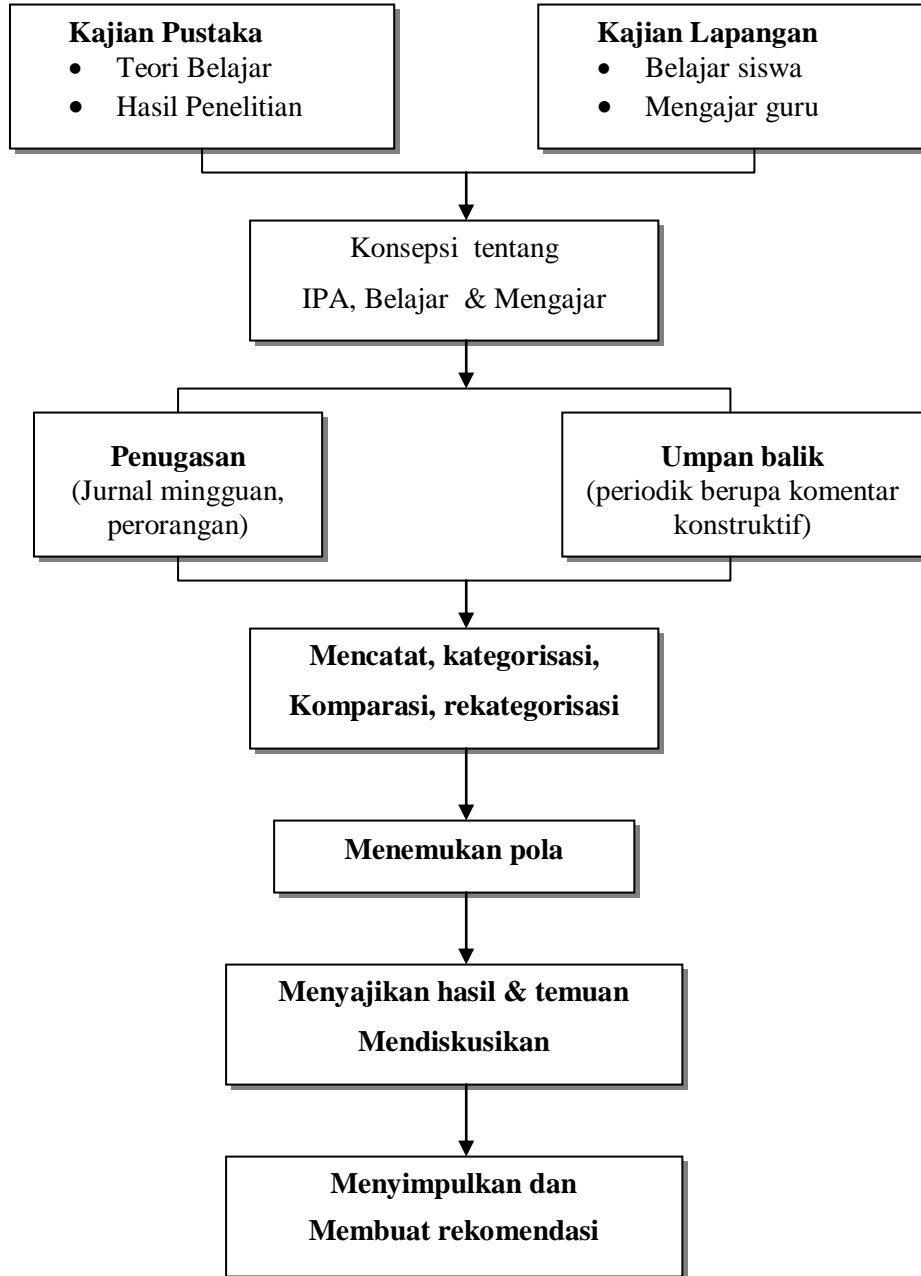 Kajian Pustaka
• Teori Belajar
• Hasil Penelitian
Kajian Lapangan
• Belajar siswa
• Mengajar guru
Konsepsi tentang
IPA, Belajar & Mengajar
Penugasan
(Jurnal mingguan,
perorangan)
Umpan balik
(periodik berupa komentar
konstruktif)
Mencatat, kategorisasi,
Komparasi, rekategorisasi
Menemukan pola
Menyajikan hasil & temuan
Mendiskusikan
Menyimpulkan dan
Membuat rekomendasi